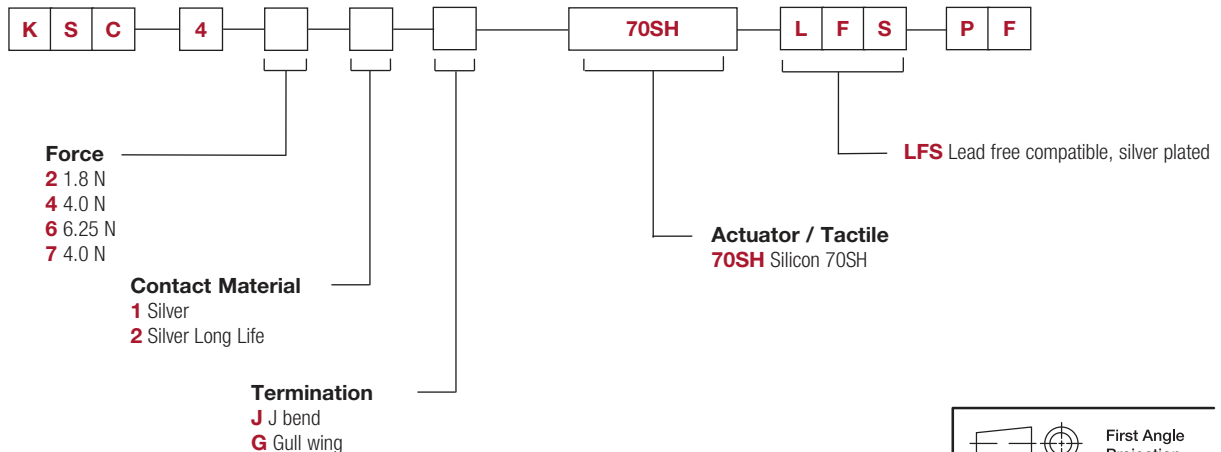 K S C 4 70SH L F S P F
Force
2 1.8 N
4 4.0 N
6 6.25 N
7 4.0 N
LFS Lead free compatible, silver plated
Actuator / Tactile
70SH Silicon 70SH
Contact Material
1 Silver
2 Silver Long Life
Termination
J J bend
G Gull wing
First Angle
Projection